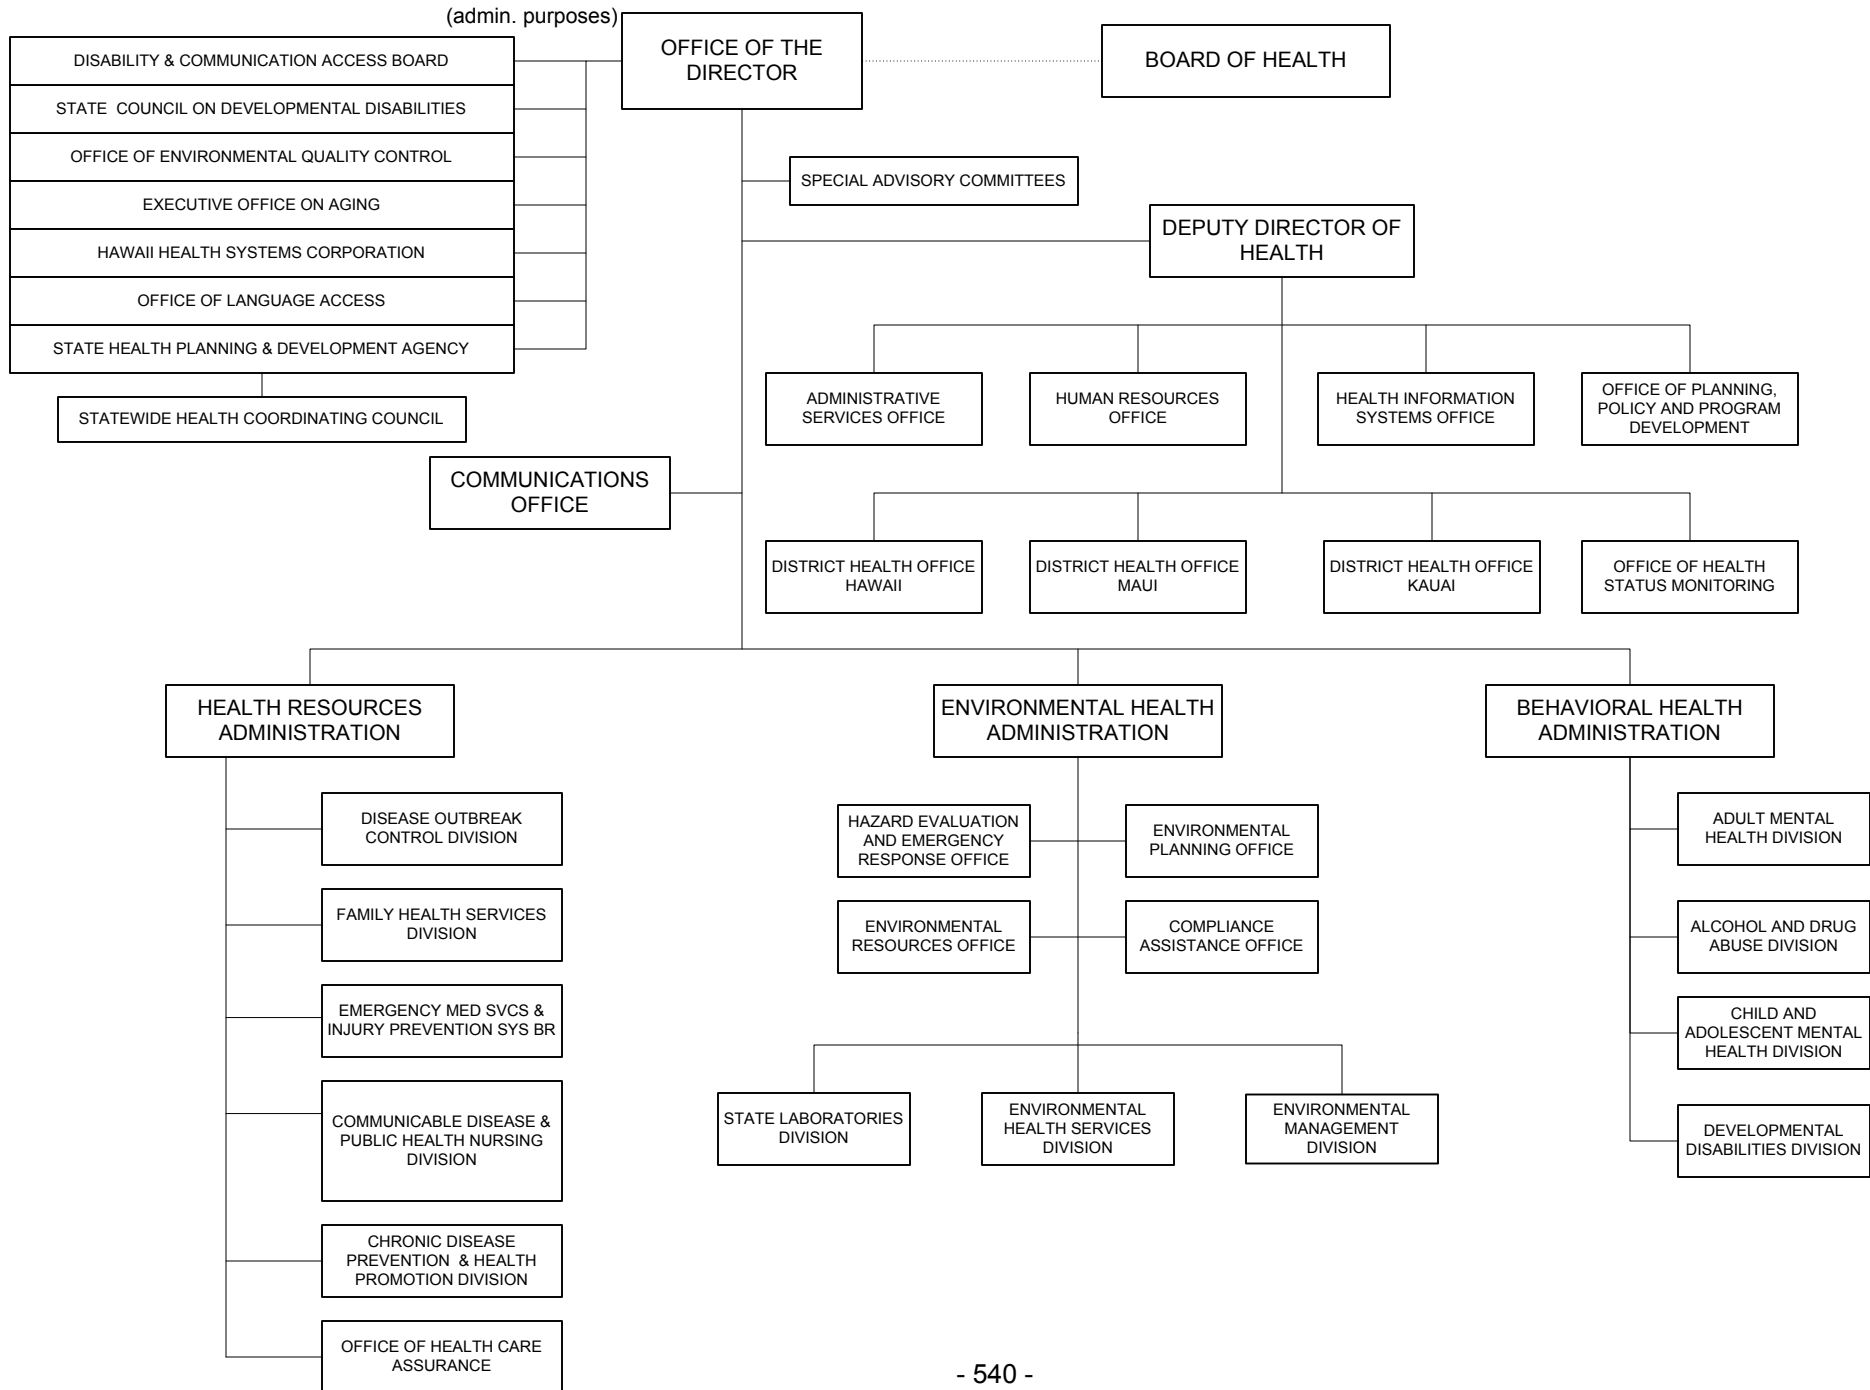 (admin. purposes)
OFFICE OF THE
DIRECTOR
BOARD OF HEALTH
DISABILITY & COMMUNICATION ACCESS BOARD
STATE COUNCIL ON DEVELOPMENTAL DISABILITIES
OFFICE OF ENVIRONMENTAL QUALITY CONTROL
EXECUTIVE OFFICE ON AGING
HAWAII HEALTH SYSTEMS CORPORATION
OFFICE OF LANGUAGE ACCESS
STATE HEALTH PLANNING & DEVELOPMENT AGENCY
STATEWIDE HEALTH COORDINATING COUNCIL
SPECIAL ADVISORY COMMITTEES
DEPUTY DIRECTOR OF
HEALTH
ADMINISTRATIVE
SERVICES OFFICE
HUMAN RESOURCES
OFFICE
HEALTH INFORMATION
SYSTEMS OFFICE
OFFICE OF PLANNING,
POLICY AND PROGRAM
DEVELOPMENT
COMMUNICATIONS
OFFICE
DISTRICT HEALTH OFFICE
HAWAII
DISTRICT HEALTH OFFICE
MAUI
DISTRICT HEALTH OFFICE
KAUAI
OFFICE OF HEALTH
STATUS MONITORING
HEALTH RESOURCES
ADMINISTRATION
DISEASE OUTBREAK
CONTROL DIVISION
FAMILY HEALTH SERVICES
DIVISION
EMERGENCY MED SVCS &
INJURY PREVENTION SYS BR
COMMUNICABLE DISEASE &
PUBLIC HEALTH NURSING
DIVISION
CHRONIC DISEASE
PREVENTION & HEALTH
PROMOTION DIVISION
OFFICE OF HEALTH CARE
ASSURANCE
ENVIRONMENTAL HEALTH
ADMINISTRATION
HAZARD EVALUATION
AND EMERGENCY
RESPONSE OFFICE
ENVIRONMENTAL
PLANNING OFFICE
ENVIRONMENTAL
RESOURCES OFFICE
COMPLIANCE
ASSISTANCE OFFICE
STATE LABORATORIES
DIVISION
ENVIRONMENTAL
HEALTH SERVICES
DIVISION
ENVIRONMENTAL
MANAGEMENT
DIVISION
BEHAVIORAL HEALTH
ADMINISTRATION
ADULT MENTAL
HEALTH DIVISION
ALCOHOL AND DRUG
ABUSE DIVISION
CHILD AND
ADOLESCENT MENTAL
HEALTH DIVISION
DEVELOPMENTAL
DISABILITIES DIVISION
- 540 -